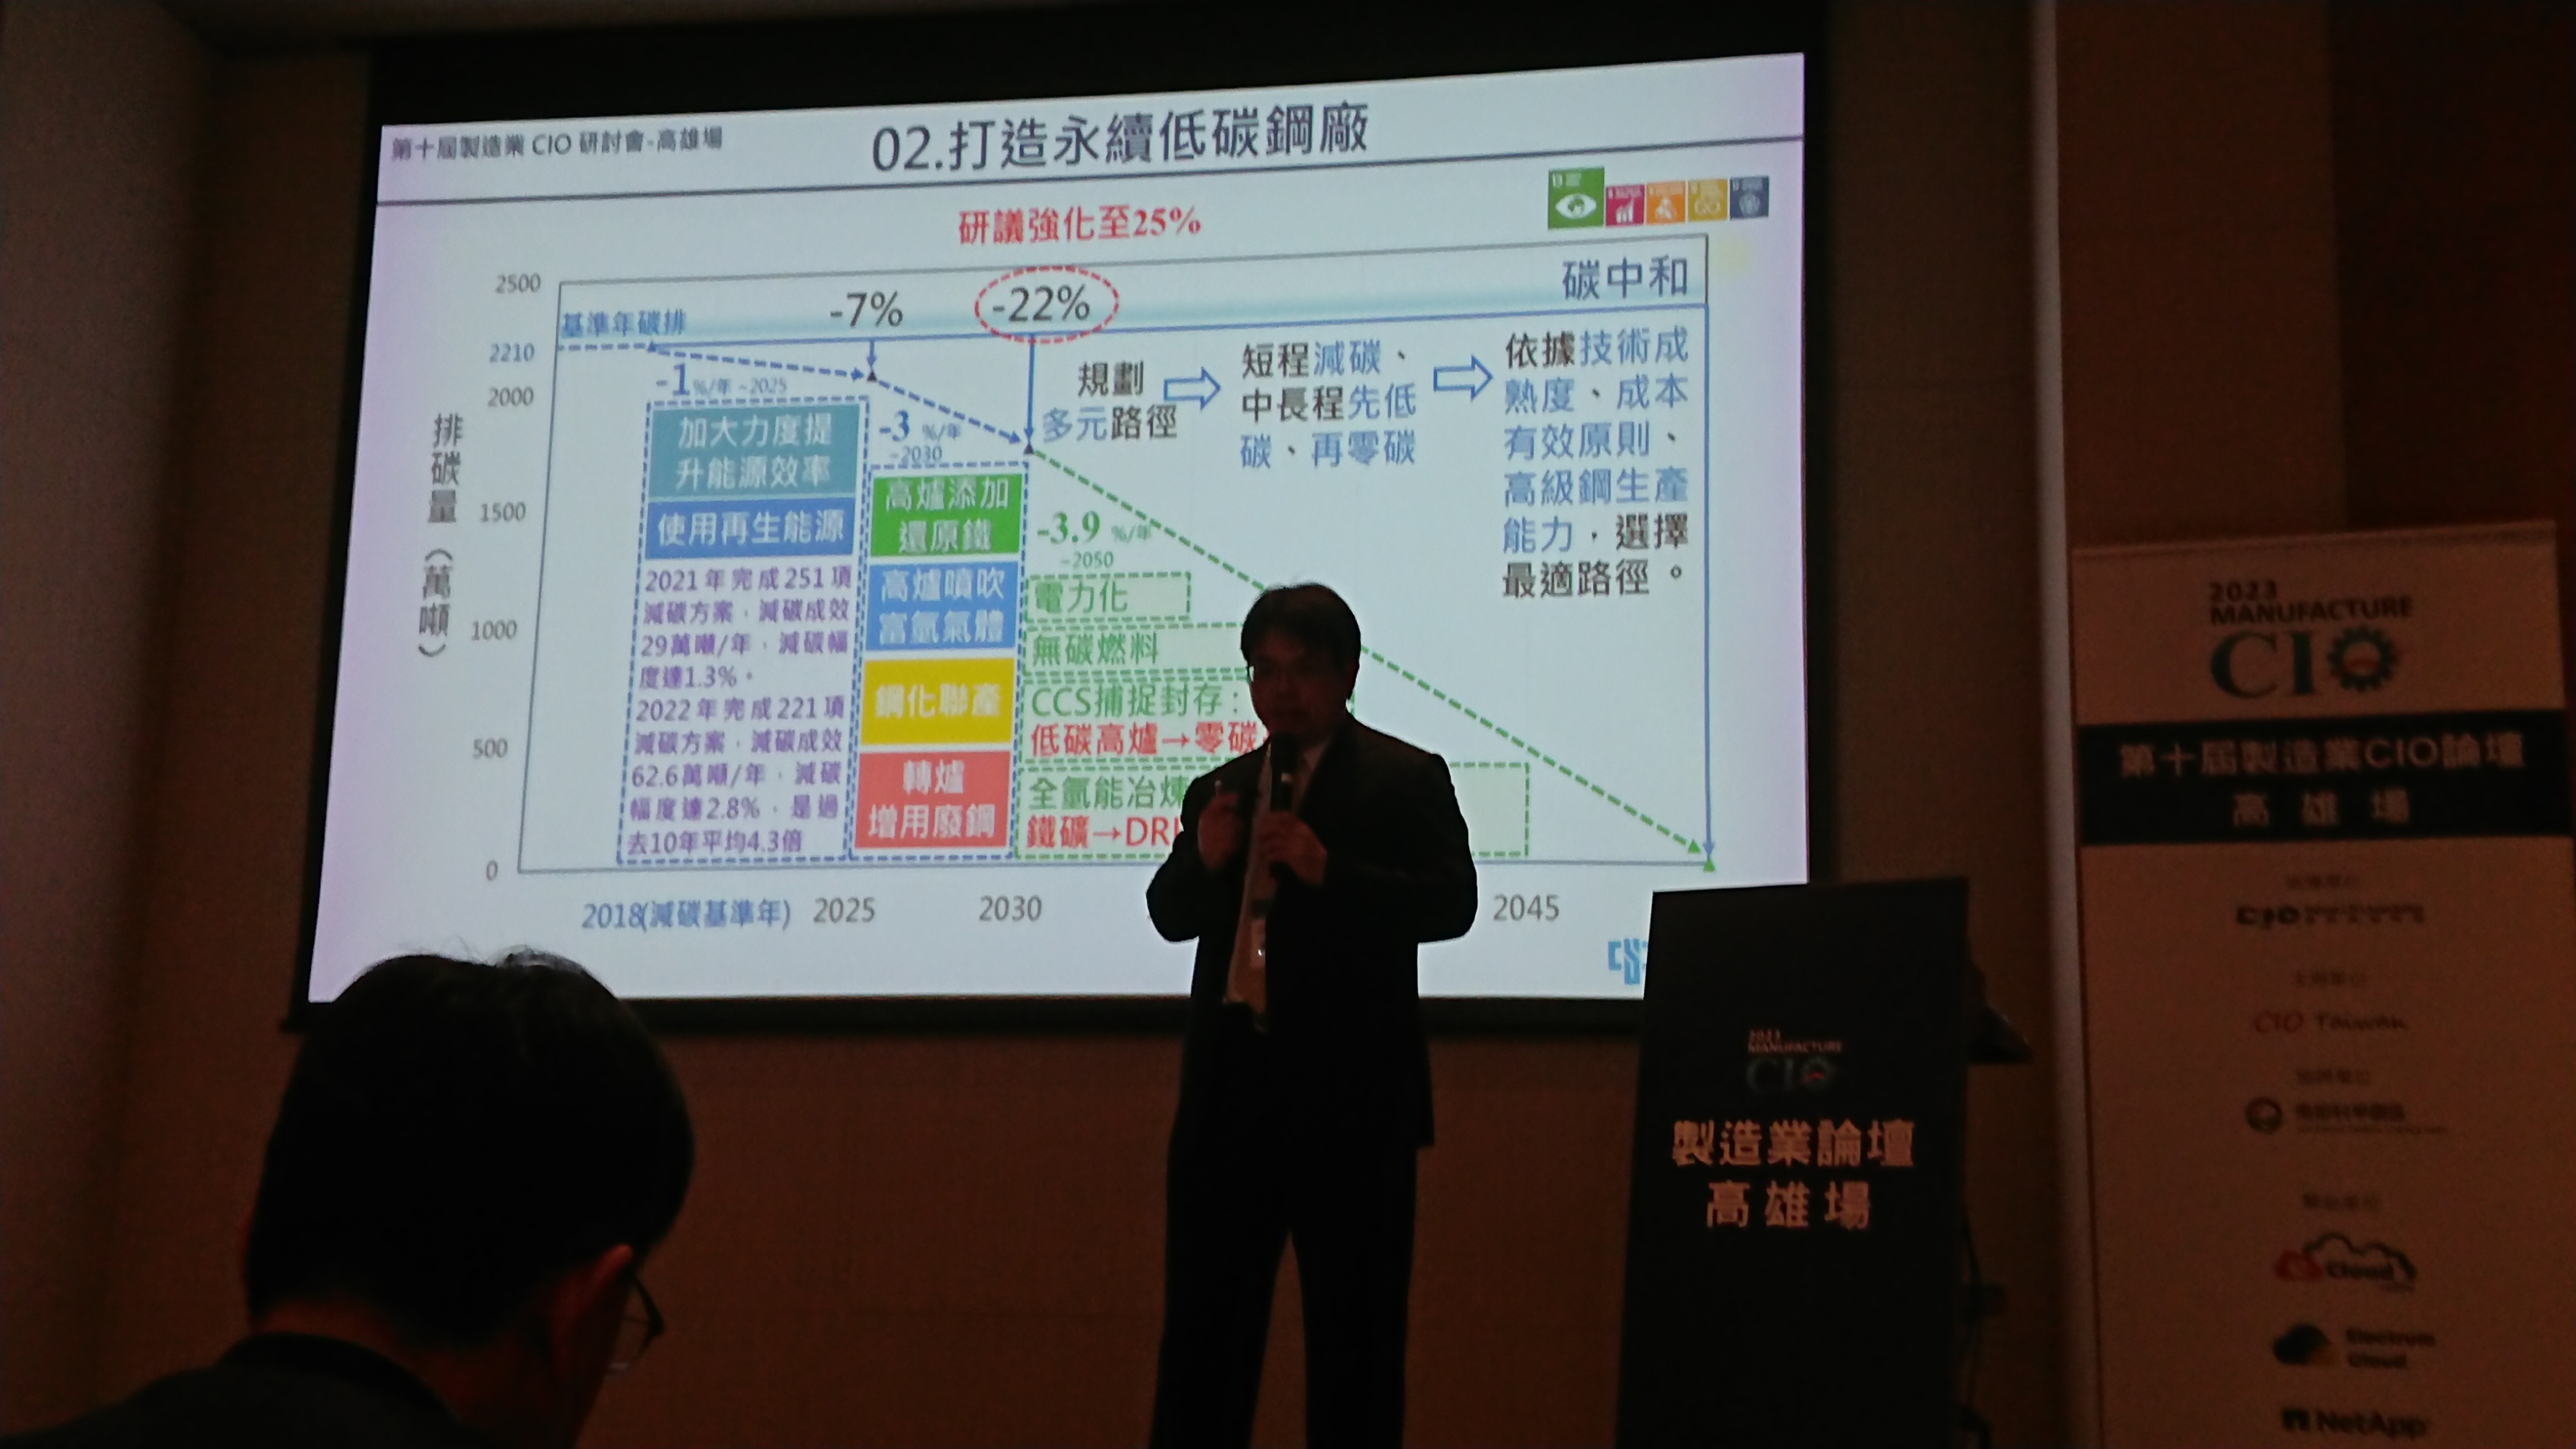 第十屆製造業 CIO 研討會-高雄場
02.打造永續低碳鋼廠
研議強化至25%
2500
2210
2000
1500
1000
500
0
排碳量（萬噸）
基準年碳排
-7%
-22%
碳中和
-1%/年 ~2025
加大力度提
升能源效率
使用再生能源
2021年完成251項
減碳方案，減碳成效
29萬噸/年，減碳幅
度達1.3%。
2022年完成221項
減碳方案，減碳成效
62.6萬噸/年，減碳
幅度達2.8%，是過
去10年平均4.3倍
-3 %/年
~2030
高爐添加
還原鐵
高爐噴吹
富氫氣體
鋼化聯產
轉爐
增用廢鋼
規劃
多元路徑
短程減碳、
中長程先低
碳、再零碳
依據技術成
熟度、成本
有效原則、
高級鋼生產
能力，選擇
最適路徑。
-3.9 %/年
~2050
電力化
無碳燃料
CCS捕捉封存：
低碳高爐→零碳
全氫能冶煉
鐵礦→DRI
2018(減碳基準年)
2025
2030
2045
2023
MANUFACTURE
CIO
製造業論壇
高雄場
2023
MANUFACTURE
CIO
第十屆製造業CIO論壇
高雄場
CIO Taiwan
Cloud
Electrum
Cloud
NetApp